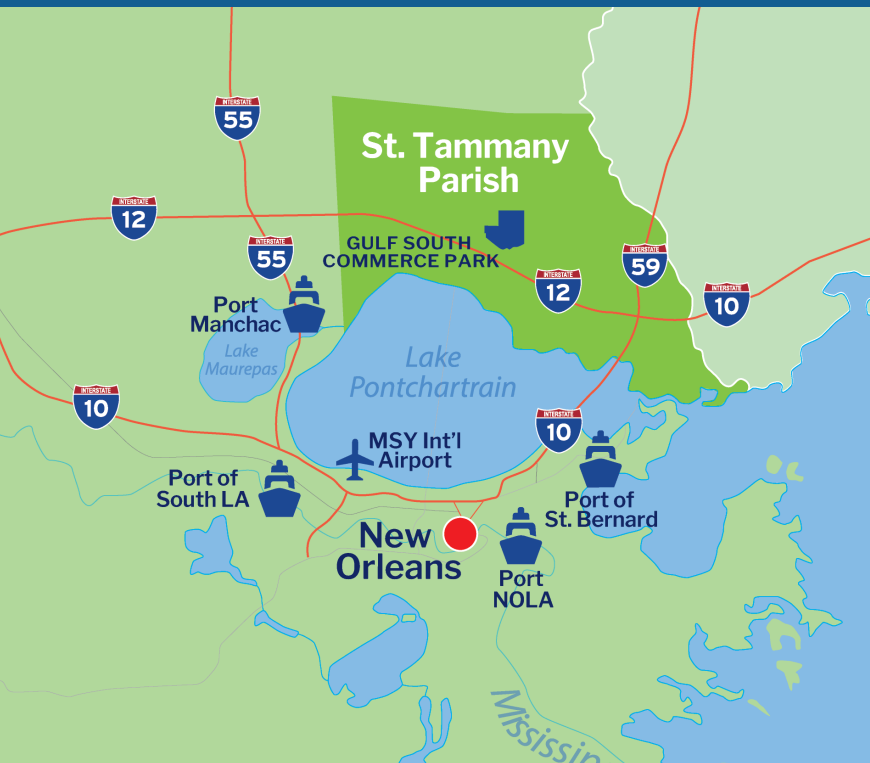 INTERSTATE
55
St. Tammany
Parish
INTERSTATE
12
GULF SOUTH
COMMERCE PARK
INTERSTATE
55
INTERSTATE
59
INTERSTATE
12
INTERSTATE
10
Port
Manchac
Lake
Maurepas
Lake
Pontchartrain
INTERSTATE
10
INTERSTATE
10
MSY Int'l
Airport
Port of
South LA
Port of
St. Bernard
New
Orleans
Port
NOLA
Mississip